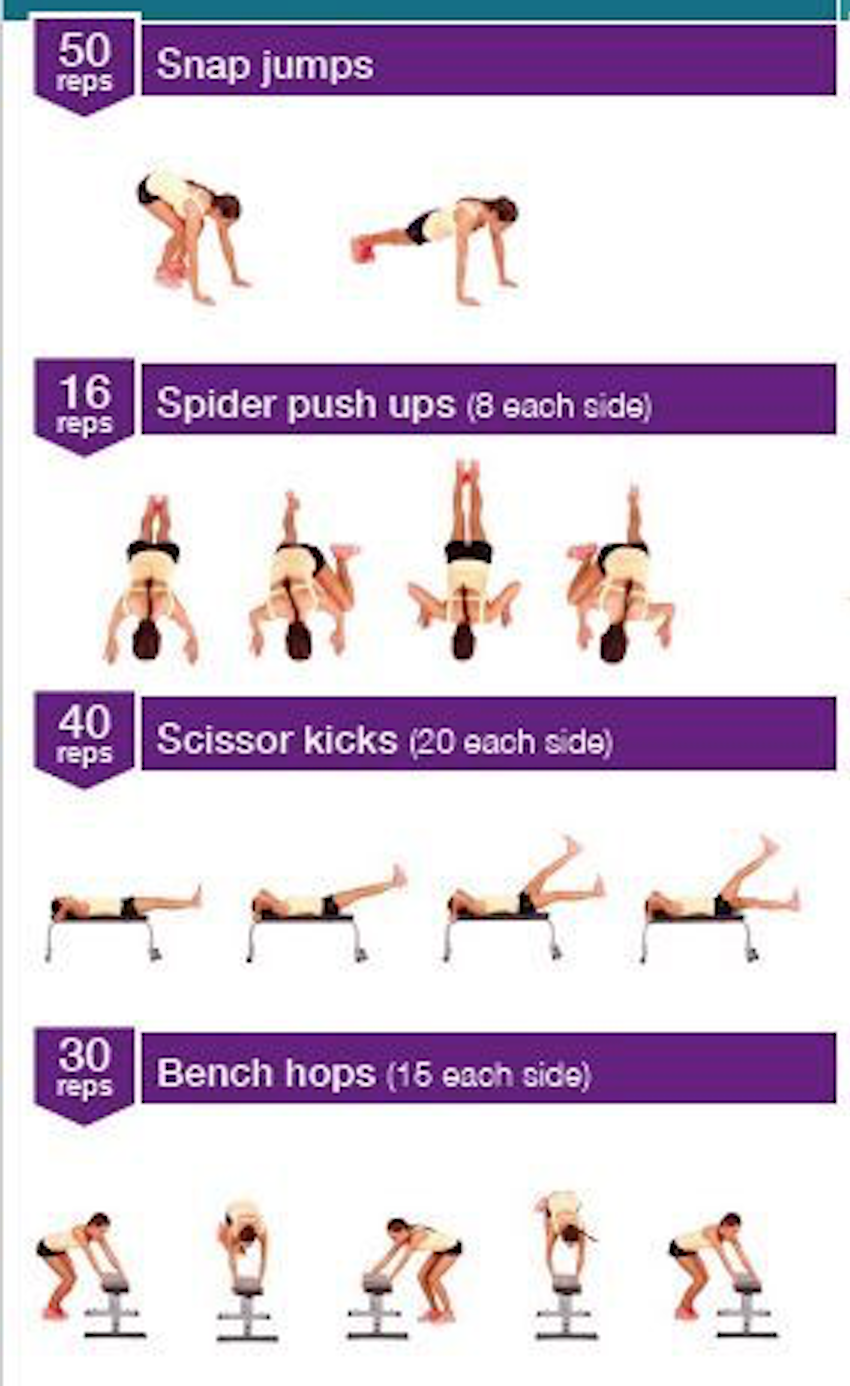 50
reps
Snap jumps
16
reps
Spider push ups (8 each side)
40
reps
Scissor kicks (20 each side)
30
reps
Bench hops (15 each side)